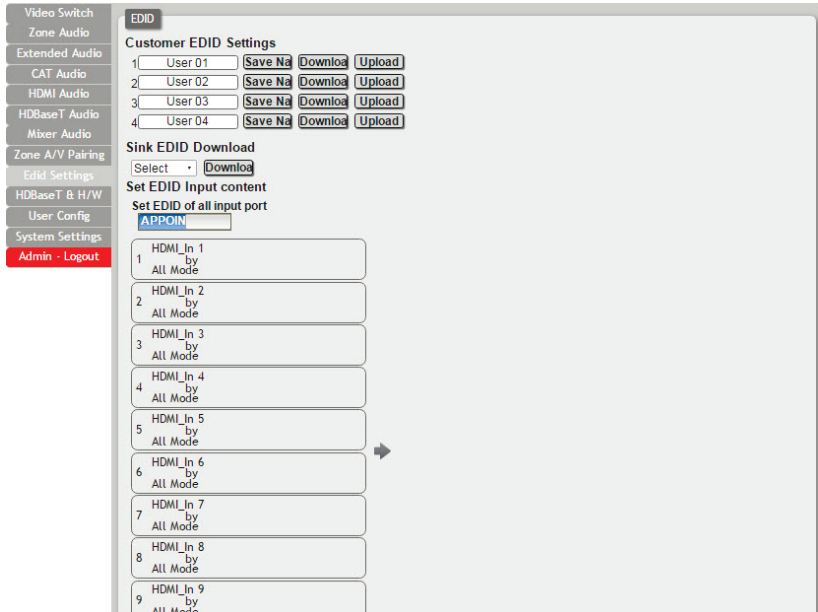 Video Switch
Zone Audio
Extended Audio
CAT Audio
HDMI Audio
HDBaseT Audio
Mixer Audio
Zone A/V Pairing
Edid Settings
HDBaseT & H/W
User Config
System Settings
Admin - Logout
EDID
Customer EDID Settings
1 User 01 Save Na Downloa Upload
2 User 02 Save Na Downloa Upload
3 User 03 Save Na Downloa Upload
4 User 04 Save Na Downloa Upload
Sink EDID Download
Select Downloa
Set EDID Input content
Set EDID of all input port
APPOIN
HDMI_In 1
1 by
All Mode
HDMI_In 2
2 by
All Mode
HDMI_In 3
3 by
All Mode
HDMI_In 4
4 by
All Mode
HDMI_In 5
5 by
All Mode
HDMI_In 6
6 by
All Mode
HDMI_In 7
7 by
All Mode
HDMI_In 8
8 by
All Mode
HDMI_In 9
9 by
All Mode